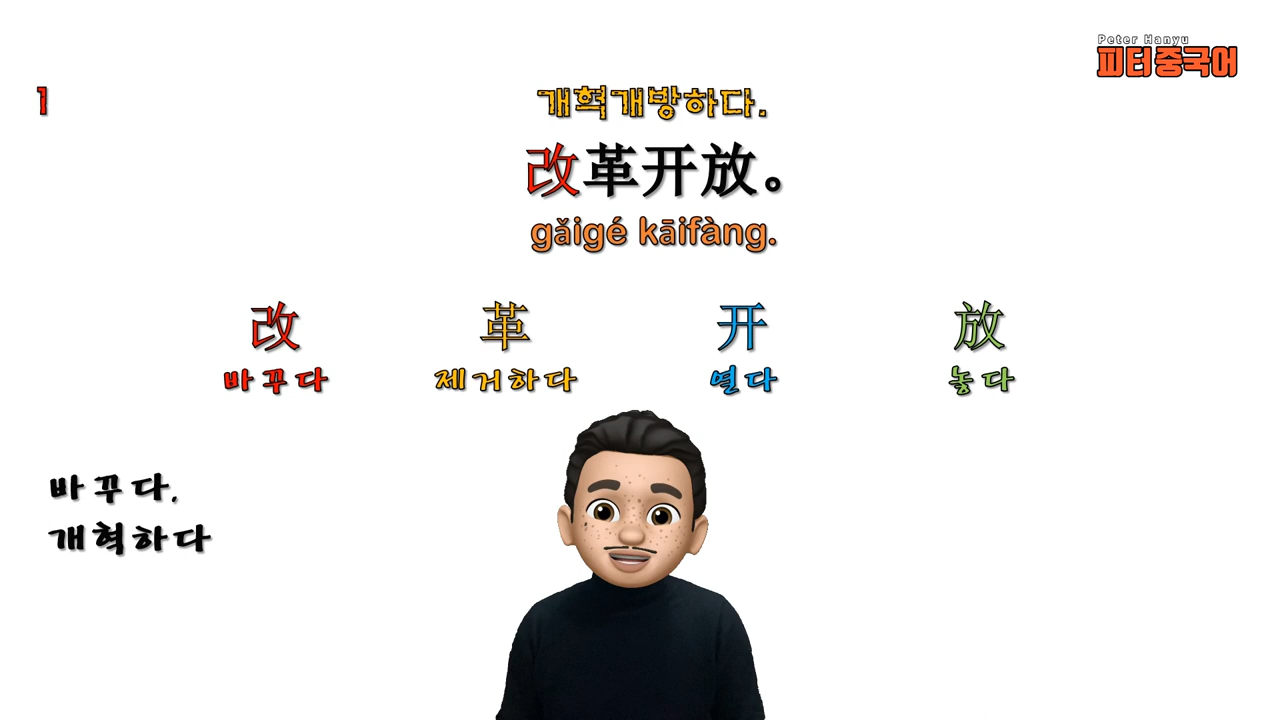 Peter Hanyu
피터중국어
1
개혁개방하다.
改革开放。
gǎigé kāifàng.
改 革 开 放
바꾸다 제거하다 열다 놓다
바꾸다.
개혁하다